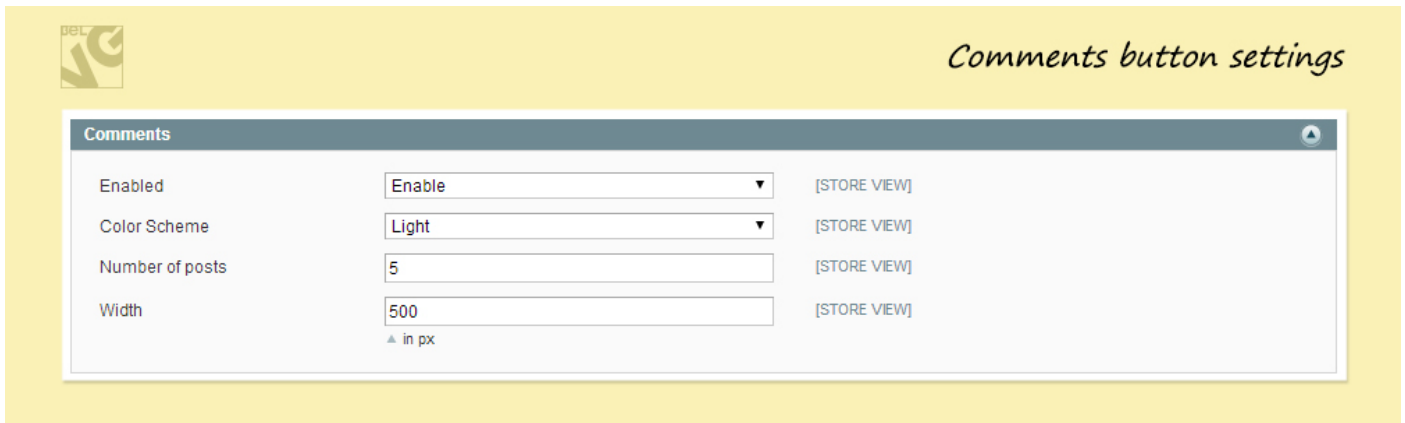 BelVG
Comments button settings
Comments
Enabled Enable [STORE VIEW]
Color Scheme Light [STORE VIEW]
Number of posts 5 [STORE VIEW]
Width 500 [STORE VIEW]
in px